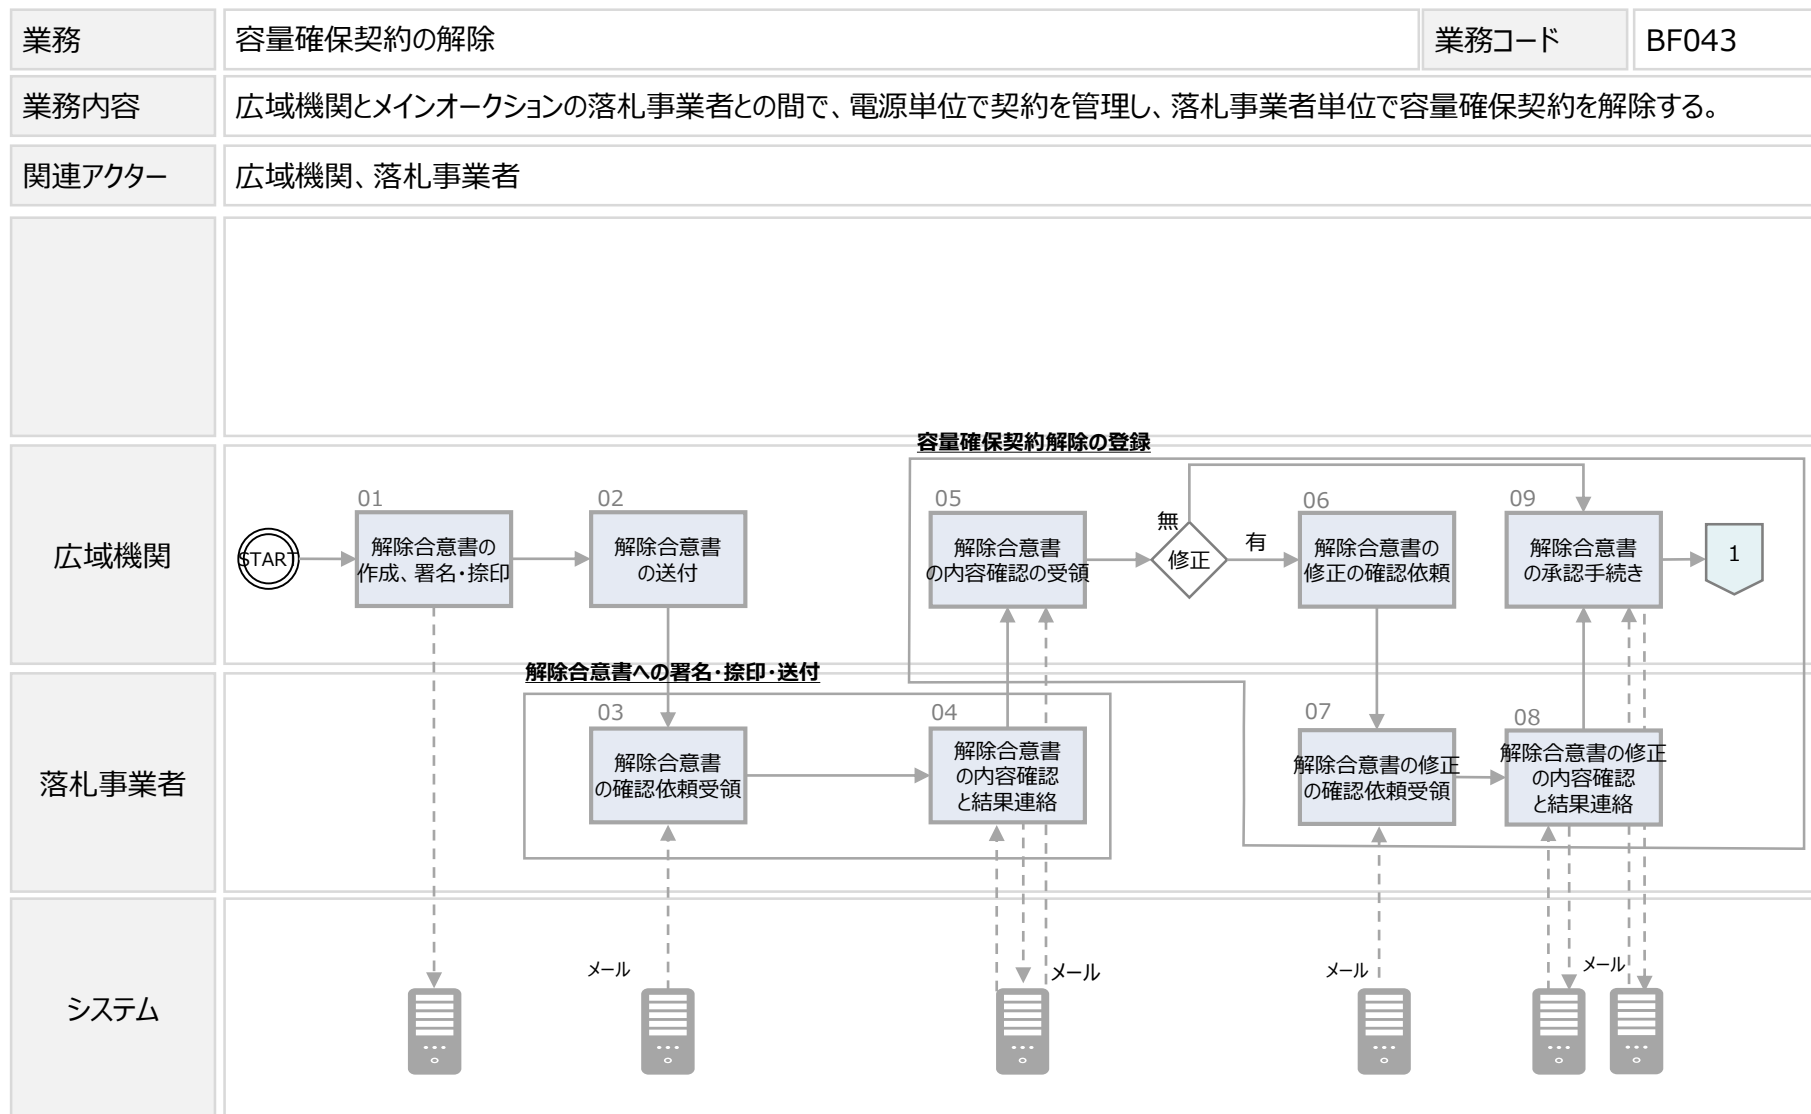 業務
容量確保契約の解除
業務コード
BF043
業務内容
広域機関とメインオークションの落札事業者との間で、電源単位で契約を管理し、落札事業者単位で容量確保契約を解除する。
関連アクター
広域機関、落札事業者
容量確保契約解除の登録
広域機関
START
01
解除合意書の
作成、署名・捺印
02
解除合意書
の送付
05
解除合意書
の内容確認の受領
無
修正
有
06
解除合意書の
修正の確認依頼
09
解除合意書
の承認手続き
1
解除合意書への署名・捺印・送付
落札事業者
03
解除合意書
の確認依頼受領
04
解除合意書
の内容確認
と結果連絡
07
解除合意書の修正
の確認依頼受領
08
解除合意書の修正
の内容確認
と結果連絡
システム
メール
メール
メール
メール